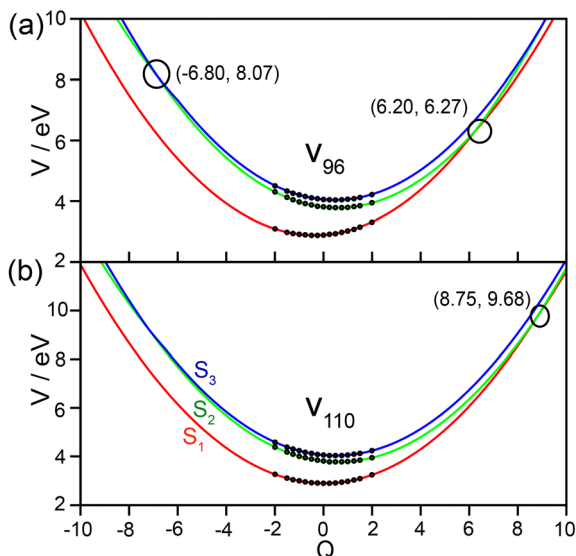 (a)
10
8
6
4
2
V / eV
(-6.80, 8.07)
(6.20, 6.27)
V96
(b)
10
8
6
4
2
V / eV
(8.75, 9.68)
S3
S2
S1
V110
-10 -8 -6 -4 -2 0 2 4 6 8 10
Q